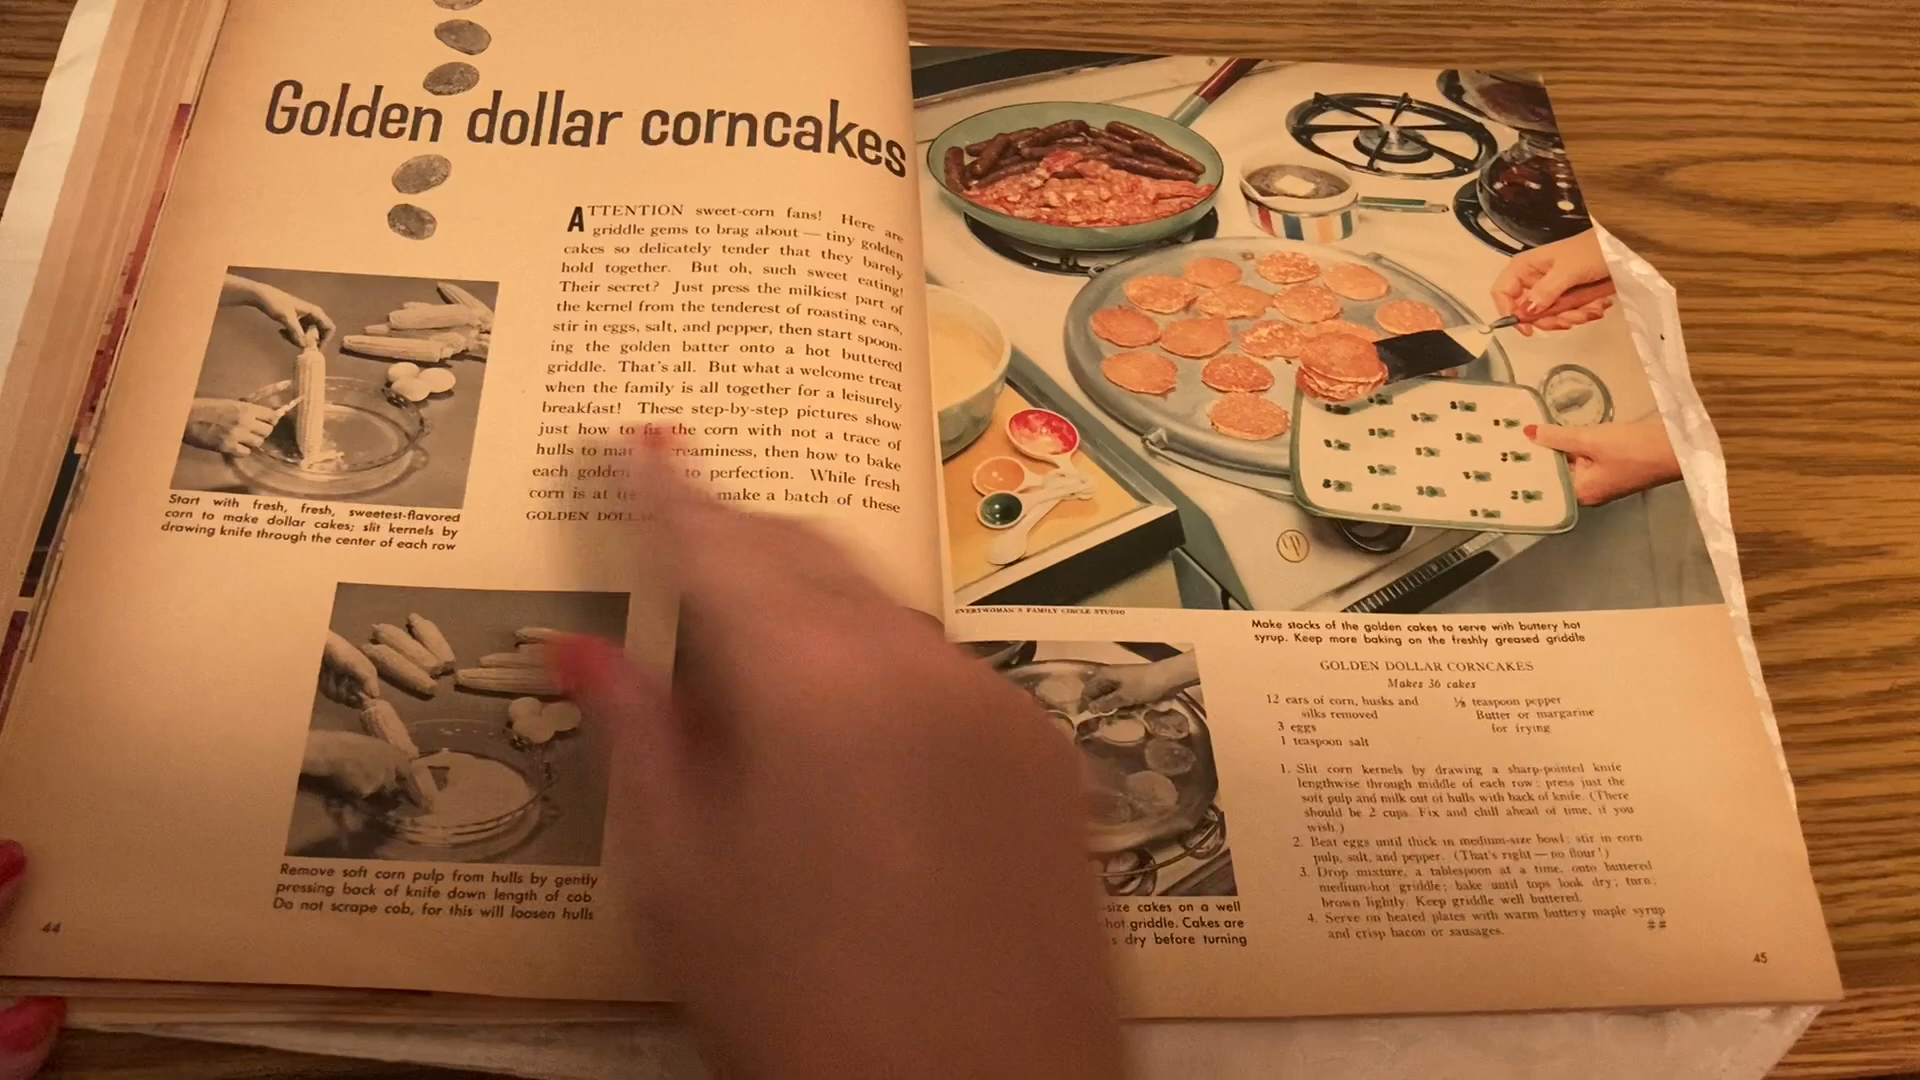 Golden dollar corncakes
ATTENTION sweet-corn fans! Here are
griddle gems to brag about — tiny golden
cakes so delicately tender that they barely
hold together. But oh, such sweet eating!
Their secret? Just press the milkiest part of
the kernel from the tenderest of roasting ears,
stir in eggs, salt, and pepper, then start spoon-
ing the golden batter onto a hot buttered
griddle. That's all. But what a welcome treat
when the family is all together for a leisurely
breakfast! These step-by-step pictures show
just how to fix the corn with not a trace of
hulls to mar creaminess, then how to bake
each golden to perfection. While fresh
corn is at make a batch of these
GOLDEN
Start with fresh, fresh, sweetest-flavored
corn to make dollar cakes; slit kernels by
drawing knife through the center of each row
Remove soft corn pulp from hulls by gently
pressing back of knife down length of cob.
Do not scrape cob, for this will loosen hulls
44
EVERYWOMAN'S FAMILY CIRCLE STUDIO
Make stacks of the golden cakes to serve with buttery hot
syrup. Keep more baking on the freshly greased griddle
-size cakes on a well
hot griddle. Cakes are
dry before turning
GOLDEN DOLLAR CORNCAKES
Makes 36 cakes
12 ears of corn, husks and
silks removed
3 eggs
1 teaspoon salt
⅛ teaspoon pepper
Butter or margarine
for frying
1. Slit corn kernels by drawing a sharp-pointed knife
lengthwise through middle of each row; press just the
soft pulp and milk out of hulls with back of knife. (There
should be 2 cups. Fix and chill ahead of time, if you
wish.)
2. Beat eggs until thick in medium-size bowl; stir in corn
pulp, salt, and pepper. (That's right — no flour!)
3. Drop mixture, a tablespoon at a time, onto buttered
medium-hot griddle; bake until tops look dry; turn;
brown lightly. Keep griddle well buttered.
4. Serve on heated plates with warm buttery maple syrup
and crisp bacon or sausages. ##
45